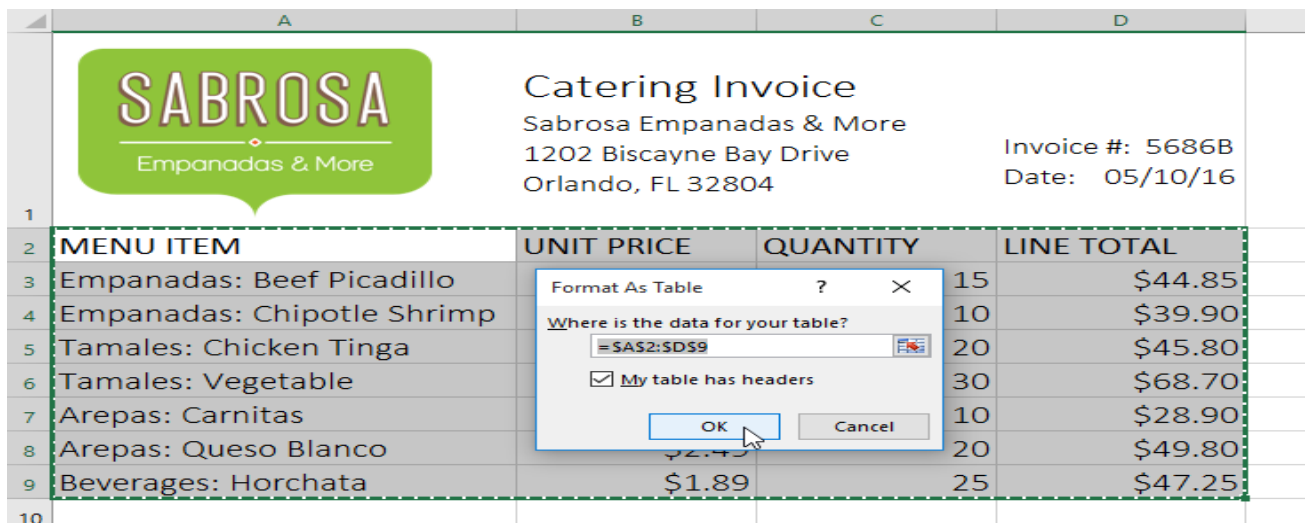 A B C D
SABROSA
Empanadas & More
Catering Invoice
Sabrosa Empanadas & More
1202 Biscayne Bay Drive
Orlando, FL 32804
Invoice #: 5686B
Date: 05/10/16
1
2 MENU ITEM UNIT PRICE QUANTITY LINE TOTAL
3 Empanadas: Beef Picadillo 15 $44.85
4 Empanadas: Chipotle Shrimp 10 $39.90
5 Tamales: Chicken Tinga 20 $45.80
6 Tamales: Vegetable 30 $68.70
7 Arepas: Carnitas 10 $28.90
8 Arepas: Queso Blanco 20 $49.80
9 Beverages: Horchata $1.89 25 $47.25
10
Format As Table ?
Where is the data for your table?
=$A$2:$D$9
My table has headers
OK Cancel